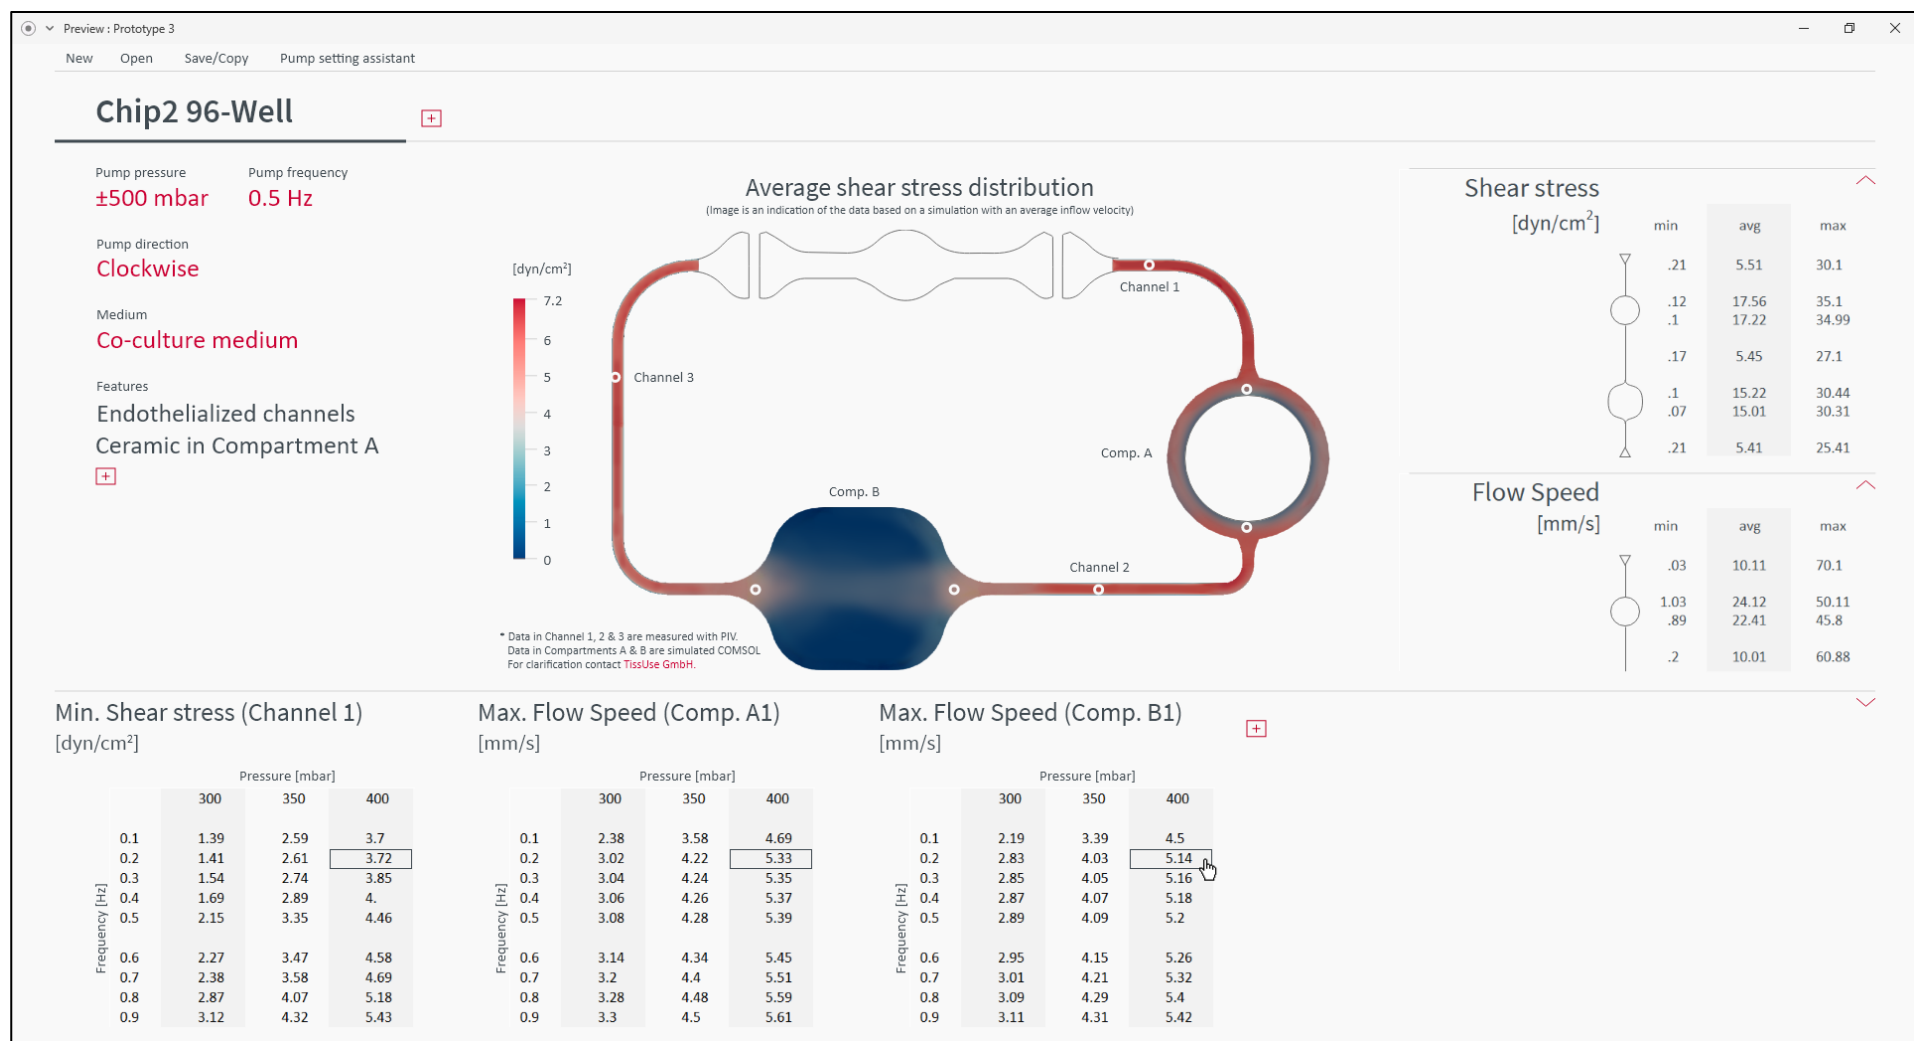 Preview : Prototype 3
New Open Save/Copy Pump setting assistant
Chip2 96-Well
Pump pressure Pump frequency
±500 mbar 0.5 Hz
Pump direction
Clockwise
Medium
Co-culture medium
Features
Endothelialized channels
Ceramic in Compartment A
Average shear stress distribution
(Image is an indication of the data based on a simulation with an average inflow velocity)
[dyn/cm²]
7.2
6
5
4
3
2
1
0
Channel 1
Channel 3
Comp. A
Comp. B
Channel 2
* Data in Channel 1, 2 & 3 are measured with PIV.
Data in Compartments A & B are simulated COMSOL
For clarification contact TissUse GmbH.
Shear stress
[dyn/cm²] min avg max
.21 5.51 30.1
.12 17.56 35.1
.1 17.22 34.99
.17 5.45 27.1
.1 15.22 30.44
.07 15.01 30.31
.21 5.41 25.41
Flow Speed
[mm/s] min avg max
.03 10.11 70.1
1.03 24.12 50.11
.89 22.41 45.8
.2 10.01 60.88
Min. Shear stress (Channel 1)
[dyn/cm²]
Pressure [mbar]
Frequency [Hz]
300 350 400
0.1 1.39 2.59 3.7
0.2 1.41 2.61 3.72
0.3 1.54 2.74 3.85
0.4 1.69 2.89 4.
0.5 2.15 3.35 4.46
0.6 2.27 3.47 4.58
0.7 2.38 3.58 4.69
0.8 2.87 4.07 5.18
0.9 3.12 4.32 5.43
Max. Flow Speed (Comp. A1)
[mm/s]
Pressure [mbar]
Frequency [Hz]
300 350 400
0.1 2.38 3.58 4.69
0.2 3.02 4.22 5.33
0.3 3.04 4.24 5.35
0.4 3.06 4.26 5.37
0.5 3.08 4.28 5.39
0.6 3.14 4.34 5.45
0.7 3.2 4.4 5.51
0.8 3.28 4.48 5.59
0.9 3.3 4.5 5.61
Max. Flow Speed (Comp. B1)
[mm/s]
Pressure [mbar]
Frequency [Hz]
300 350 400
0.1 2.19 3.39 4.5
0.2 2.83 4.03 5.14
0.3 2.85 4.05 5.16
0.4 2.87 4.07 5.18
0.5 2.89 4.09 5.2
0.6 2.95 4.15 5.26
0.7 3.01 4.21 5.32
0.8 3.09 4.29 5.4
0.9 3.11 4.31 5.42